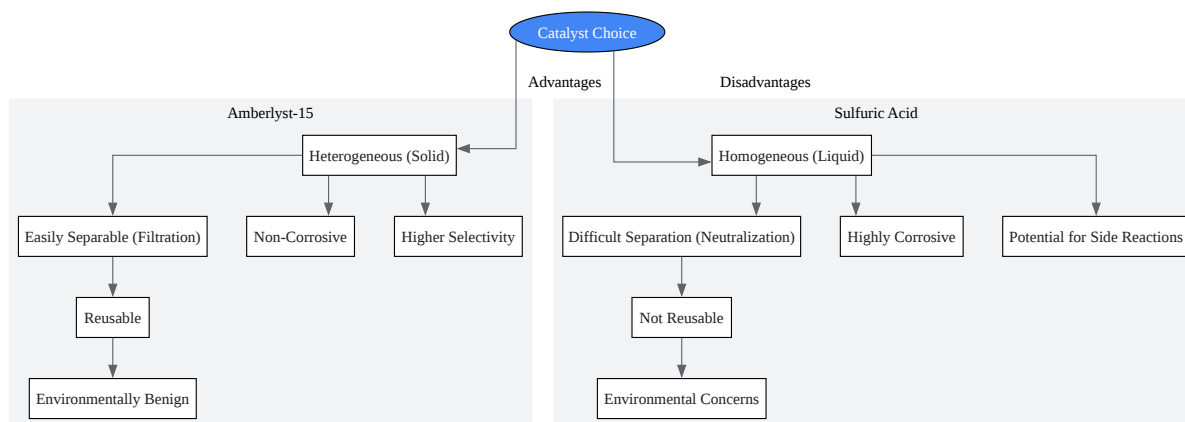 Catalyst Choice
Advantages
Disadvantages
Amberlyst-15
Sulfuric Acid
Heterogeneous (Solid)
Homogeneous (Liquid)
Easily Separable (Filtration)
Non-Corrosive
Higher Selectivity
Difficult Separation (Neutralization)
Highly Corrosive
Potential for Side Reactions
Reusable
Not Reusable
Environmentally Benign
Environmental Concerns